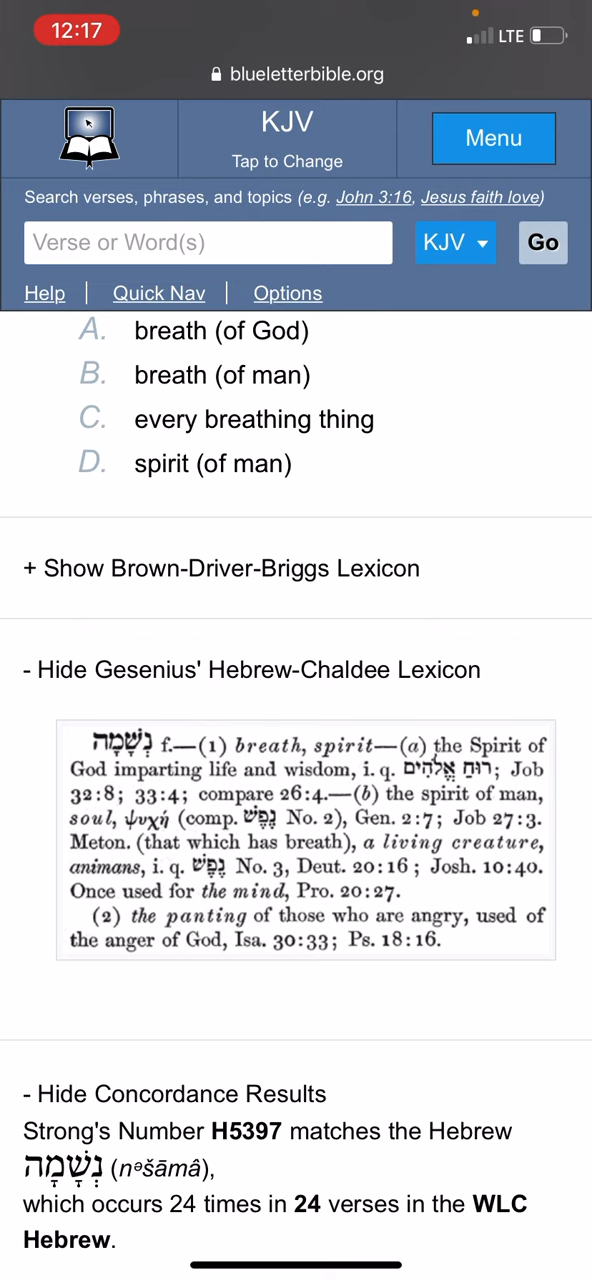 12:17
LTE
blueletterbible.org
KJV
Tap to Change
Menu
Search verses, phrases, and topics (e.g. John 3:16, Jesus faith love)
Verse or Word(s)
KJV
Go
Help | Quick Nav | Options
A. breath (of God)
B. breath (of man)
C. every breathing thing
D. spirit (of man)
+ Show Brown-Driver-Briggs Lexicon
- Hide Gesenius' Hebrew-Chaldee Lexicon
נְשָׁמָה f.—(1) breath, spirit—(a) the Spirit of
God imparting life and wisdom, i. q. רוּחַ אֱלֹהִים; Job
32:8; 33:4; compare 26:4.—(b) the spirit of man,
soul, ψυχή (comp. נֶפֶשׁ No. 2), Gen. 2:7; Job 27:3.
Meton. (that which has breath), a living creature,
animans, i. q. נֶפֶשׁ No. 3, Deut. 20:16; Josh. 10:40.
Once used for the mind, Pro. 20:27.
(2) the panting of those who are angry, used of
the anger of God, Isa. 30:33; Ps. 18:16.
- Hide Concordance Results
Strong's Number H5397 matches the Hebrew
נְשָׁמָה (nᵊšāmâ),
which occurs 24 times in 24 verses in the WLC
Hebrew.